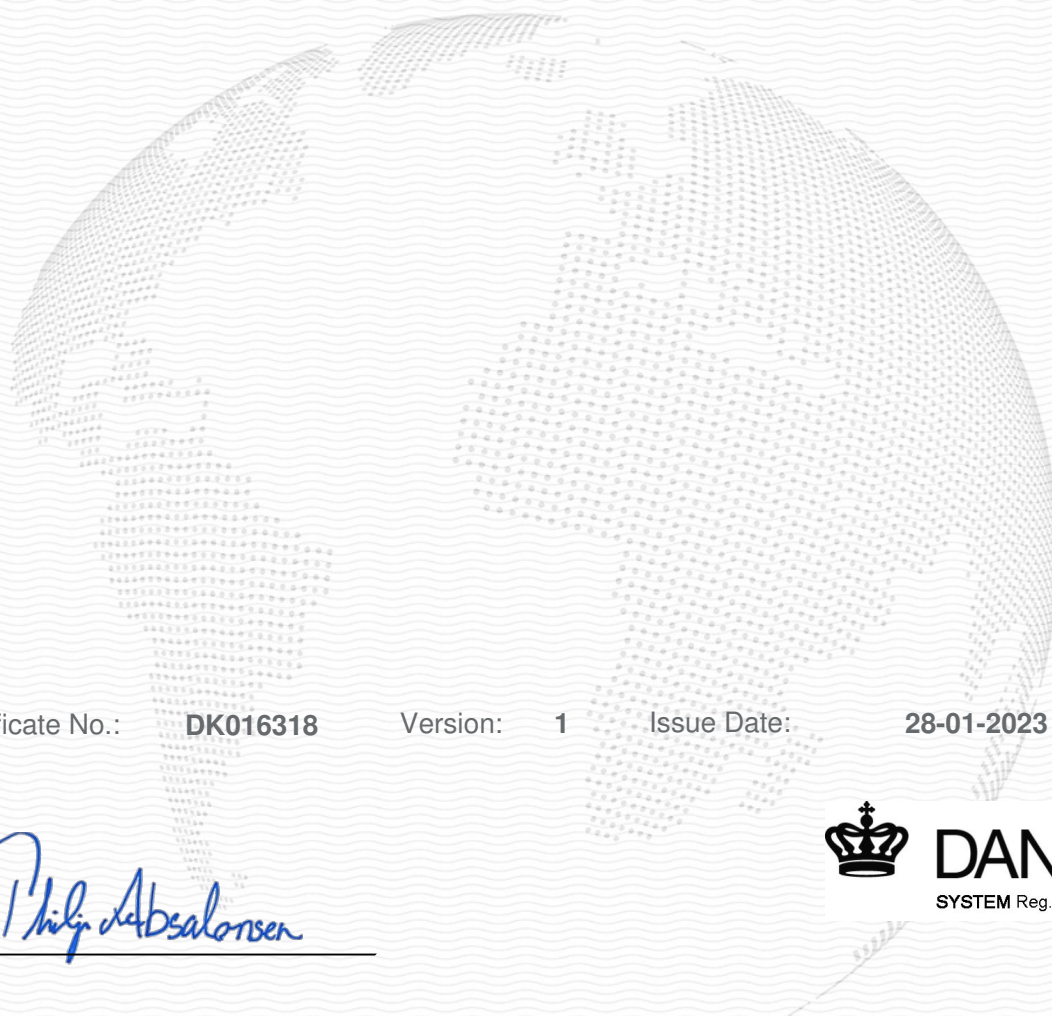 ficate No.: DK016318 Version: 1 Issue Date: 28-01-2023
Philip Absalonsen
DAN
SYSTEM Reg.